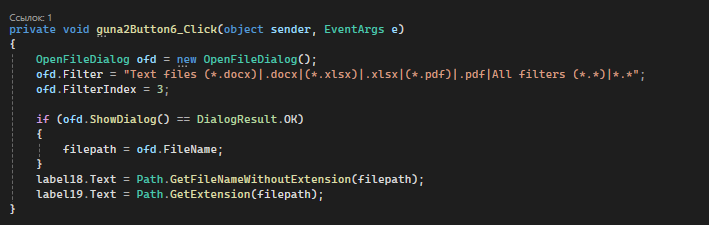 Ссылок: 1
private void guna2Button6_Click(object sender, EventArgs e)
{
    OpenFileDialog ofd = new OpenFileDialog();
    ofd.Filter = "Text files (*.docx)|.docx|(*.xlsx)|.xlsx|(*.pdf)|.pdf|All filters (*.*)|*.*";
    ofd.FilterIndex = 3;

    if (ofd.ShowDialog() == DialogResult.OK)
    {
        filepath = ofd.FileName;
    }
    label18.Text = Path.GetFileNameWithoutExtension(filepath);
    label19.Text = Path.GetExtension(filepath);
}